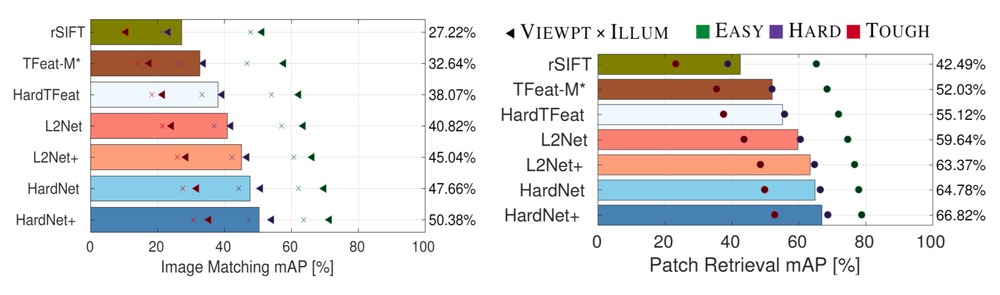 rSIFT 27.22%
TFeat-M* 32.64%
HardTFeat 38.07%
L2Net 40.82%
L2Net+ 45.04%
HardNet 47.66%
HardNet+ 50.38%
0 20 40 60 80 100
Image Matching mAP [%]
◄ VIEWPT × ILLUM EASY HARD TOUGH
rSIFT 42.49%
TFeat-M* 52.03%
HardTFeat 55.12%
L2Net 59.64%
L2Net+ 63.37%
HardNet 64.78%
HardNet+ 66.82%
0 20 40 60 80 100
Patch Retrieval mAP [%]